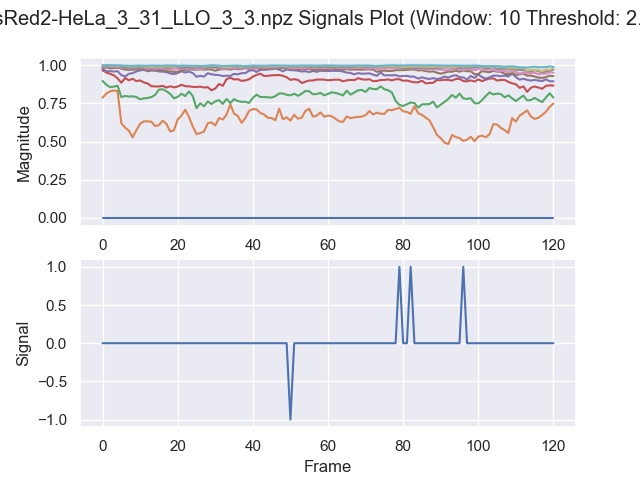 sRed2-HeLa_3_31_LLO_3_3.npz Signals Plot (Window: 10 Threshold: 2.
1.00
0.75
0.50
0.25
0.00
Magnitude
0 20 40 60 80 100 120
1.0
0.5
0.0
−0.5
−1.0
Signal
0 20 40 60 80 100 120
Frame